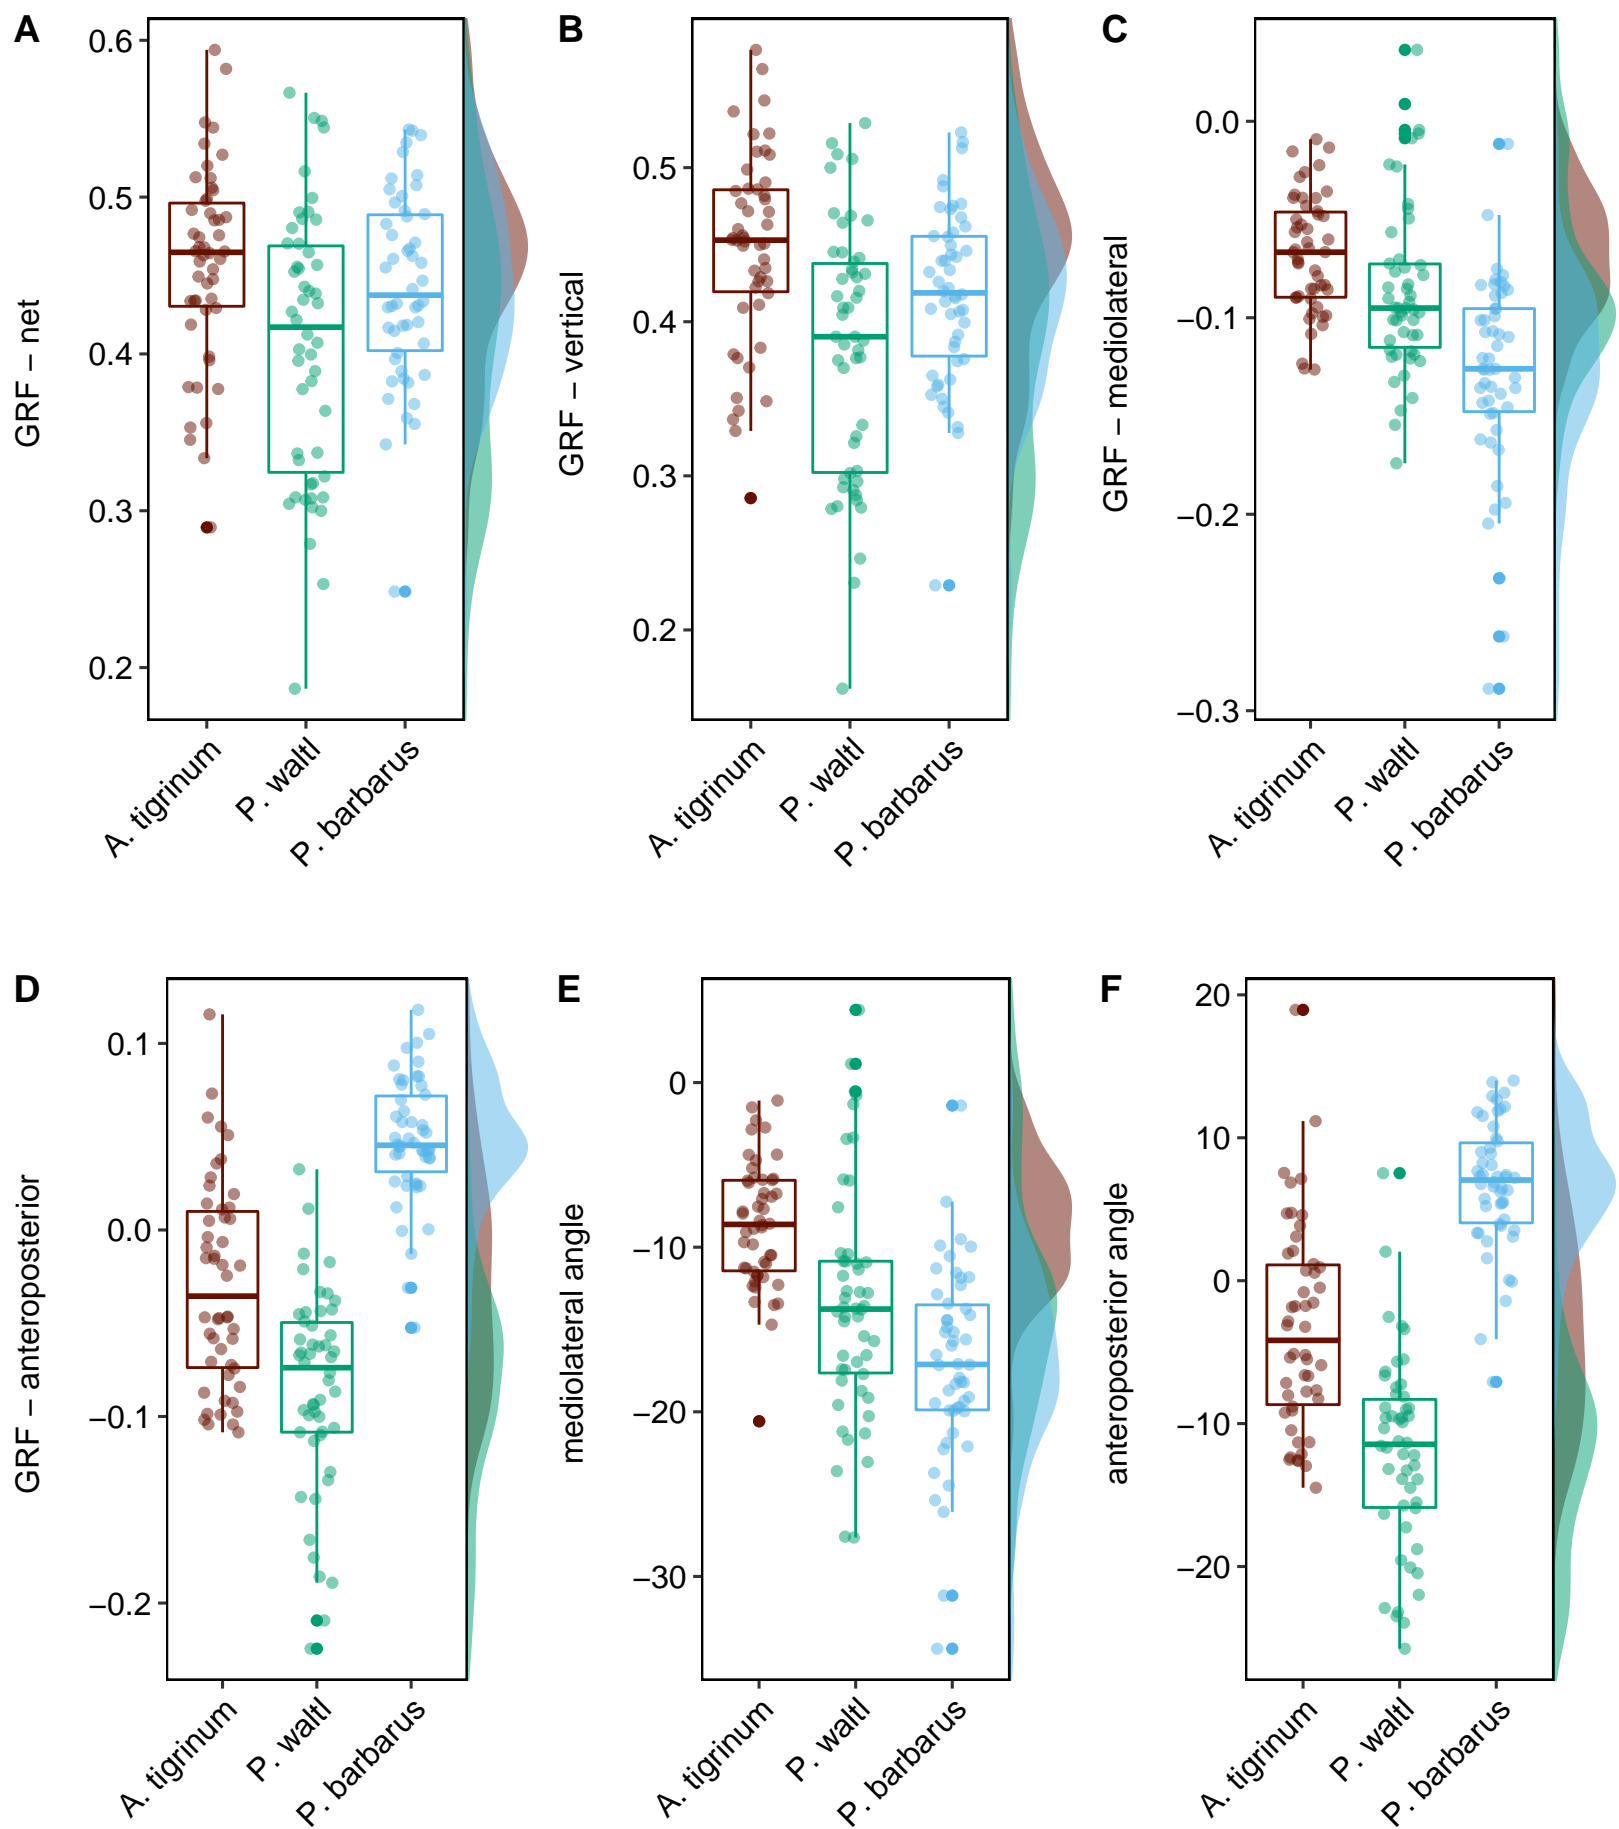 A
GRF – net
0.6
0.5
0.4
0.3
0.2
A. tigrinum
P. waltl
P. barbarus
B
GRF – vertical
0.5
0.4
0.3
0.2
A. tigrinum
P. waltl
P. barbarus
C
GRF – mediolateral
0.0
−0.1
−0.2
−0.3
A. tigrinum
P. waltl
P. barbarus
D
GRF – anteroposterior
0.1
0.0
−0.1
−0.2
A. tigrinum
P. waltl
P. barbarus
E
mediolateral angle
0
−10
−20
−30
A. tigrinum
P. waltl
P. barbarus
F
anteroposterior angle
20
10
0
−10
−20
A. tigrinum
P. waltl
P. barbarus